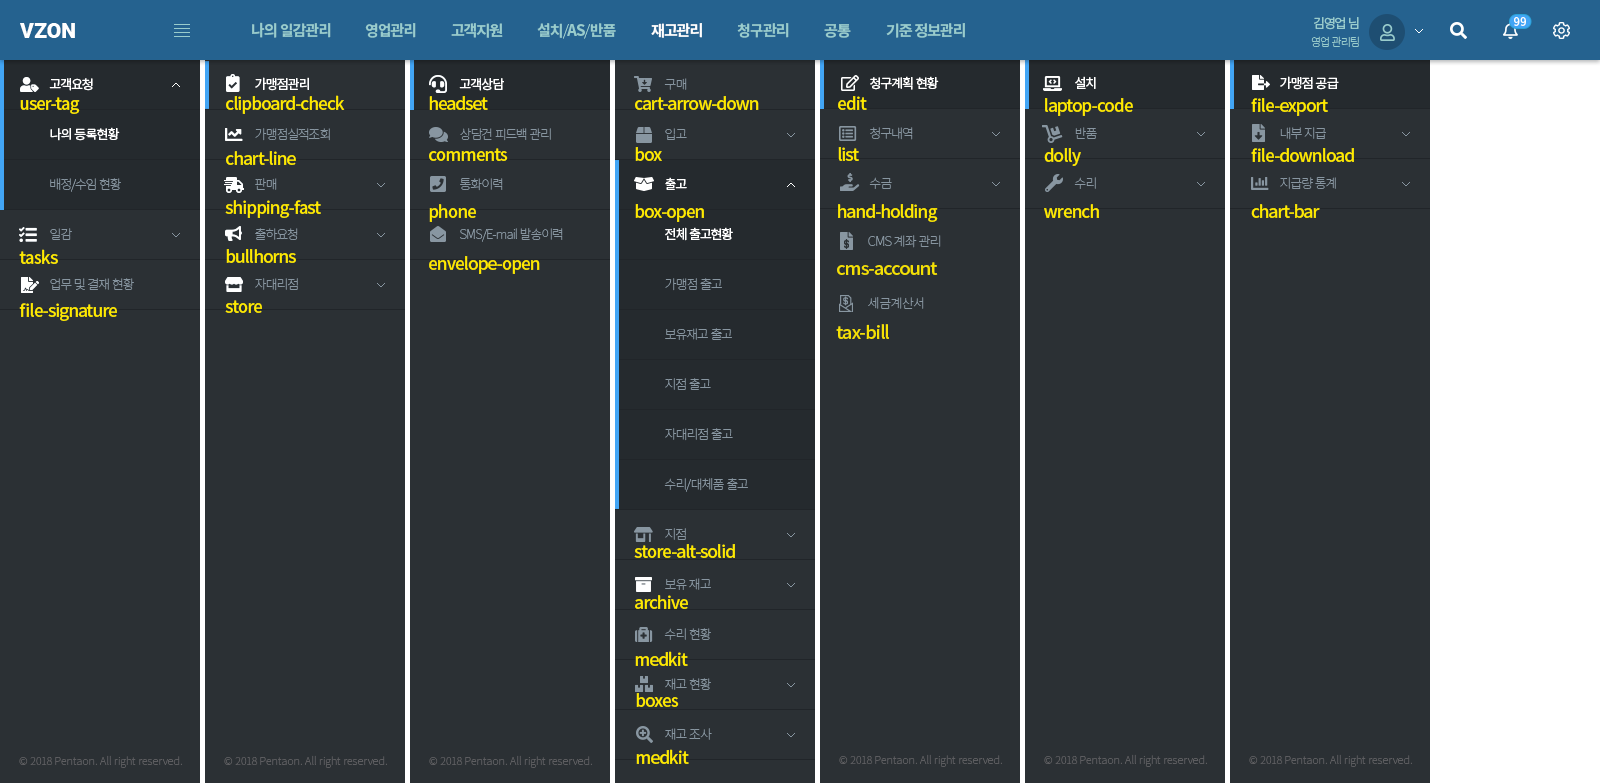 VZON
나의 일감관리
영업관리
고객지원
설치/AS/반품
재고관리
청구관리
공통
기준 정보관리
김영업 님
영업 관리팀
99
고객요청
user-tag
나의 등록현황
배정/수임 현황
일감
tasks
업무 및 결재 현황
file-signature
© 2018 Pentaon. All right reserved.
가맹점관리
clipboard-check
가맹점실적조회
chart-line
판매
shipping-fast
출하요청
bullhorns
자대리점
store
© 2018 Pentaon. All right reserved.
고객상담
headset
상담건 피드백 관리
comments
통화이력
phone
SMS/E-mail 발송이력
envelope-open
© 2018 Pentaon. All right reserved.
구매
cart-arrow-down
입고
box
출고
box-open
전체 출고현황
가맹점 출고
보유재고 출고
지점 출고
자대리점 출고
수리/대체품 출고
지점
store-alt-solid
보유 재고
archive
수리 현황
medkit
재고 현황
boxes
재고 조사
medkit
청구계획 현황
edit
청구내역
list
수금
hand-holding
CMS 계좌 관리
cms-account
세금계산서
tax-bill
© 2018 Pentaon. All right reserved.
설치
laptop-code
반품
dolly
수리
wrench
© 2018 Pentaon. All right reserved.
가맹점 공급
file-export
내부 지급
file-download
지급량 통계
chart-bar
© 2018 Pentaon. All right reserved.